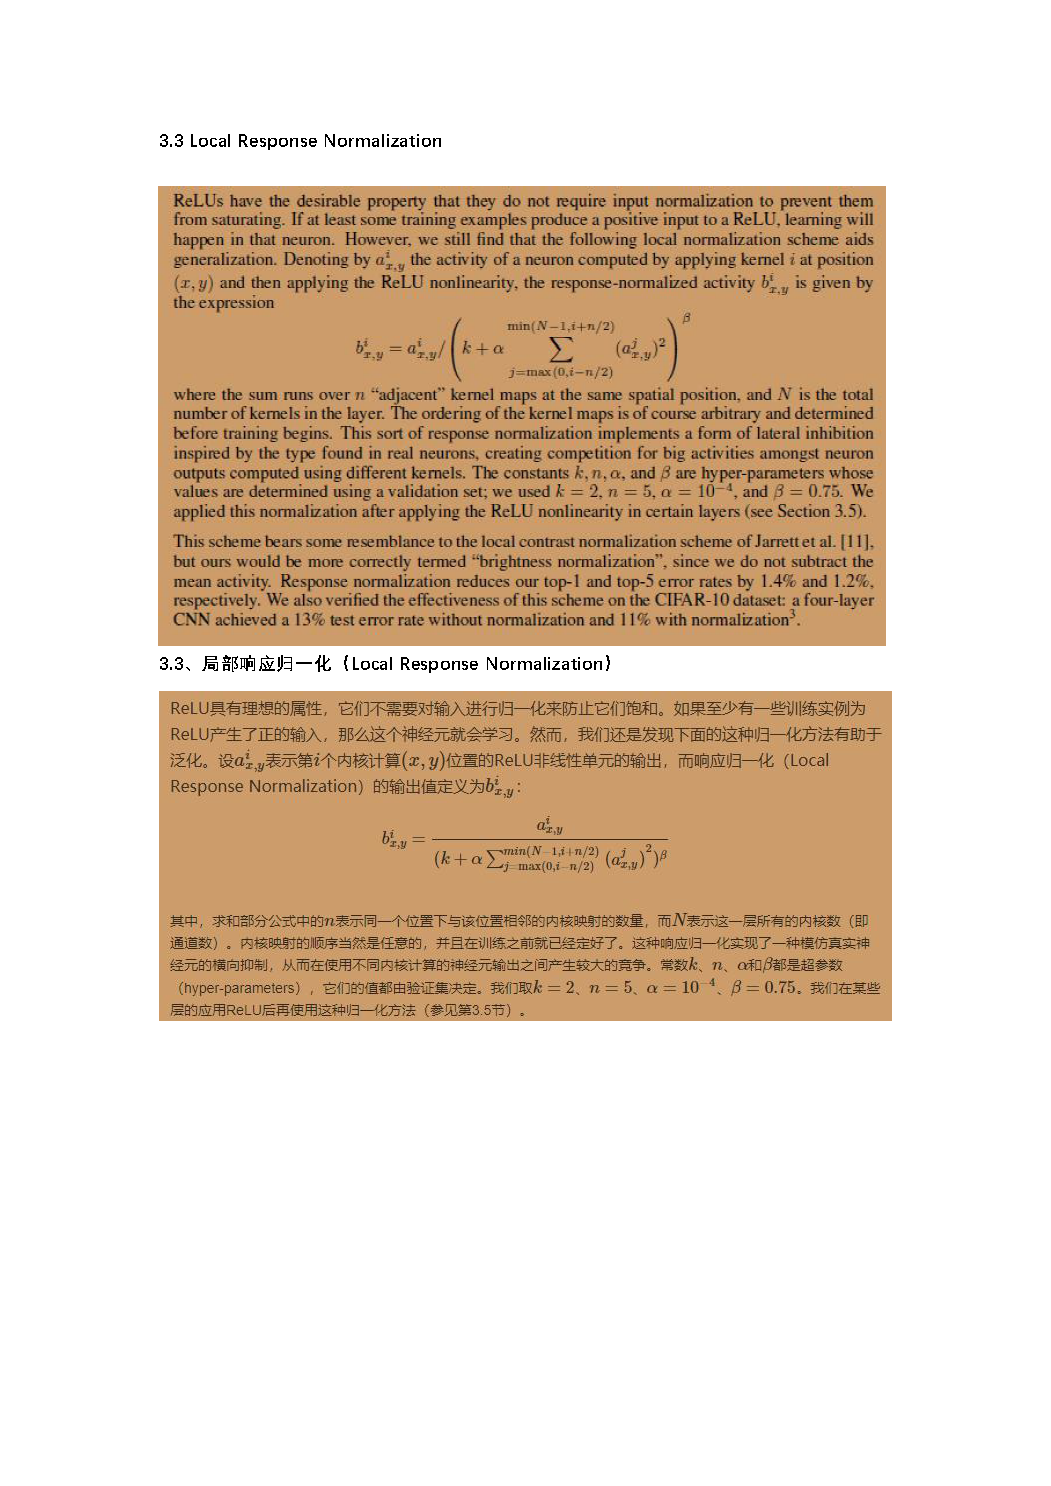 3.3 Local Response Normalization
ReLUs have the desirable property that they do not require input normalization to prevent them
from saturating. If at least some training examples produce a positive input to a ReLU, learning will
happen in that neuron. However, we still find that the following local normalization scheme aids
generalization. Denoting by $a^i_{x,y}$ the activity of a neuron computed by applying kernel $i$ at position
$(x, y)$ and then applying the ReLU nonlinearity, the response-normalized activity $b^i_{x,y}$ is given by
the expression
$b^i_{x,y} = a^i_{x,y} / \left( k + \alpha \sum_{j=\max(0,i-n/2)}^{\min(N-1,i+n/2)} (a^j_{x,y})^2 \right)^\beta$
where the sum runs over $n$ “adjacent” kernel maps at the same spatial position, and $N$ is the total
number of kernels in the layer. The ordering of the kernel maps is of course arbitrary and determined
before training begins. This sort of response normalization implements a form of lateral inhibition
inspired by the type found in real neurons, creating competition for big activities amongst neuron
outputs computed using different kernels. The constants $k, n, \alpha$, and $\beta$ are hyper-parameters whose
values are determined using a validation set; we used $k = 2$, $n = 5$, $\alpha = 10^{-4}$, and $\beta = 0.75$. We
applied this normalization after applying the ReLU nonlinearity in certain layers (see Section 3.5).
This scheme bears some resemblance to the local contrast normalization scheme of Jarrett et al. [11],
but ours would be more correctly termed “brightness normalization”, since we do not subtract the
mean activity. Response normalization reduces our top-1 and top-5 error rates by 1.4% and 1.2%,
respectively. We also verified the effectiveness of this scheme on the CIFAR-10 dataset: a four-layer
CNN achieved a 13% test error rate without normalization and 11% with normalization³.
3.3、局部响应归一化（Local Response Normalization）
ReLU具有理想的属性，它们不需要对输入进行归一化来防止它们饱和。如果至少有一些训练实例为
ReLU产生了正的输入，那么这个神经元就会学习。然而，我们还是发现下面的这种归一化方法有助于
泛化。设$a^i_{x,y}$表示第$i$个内核计算$(x, y)$位置的ReLU非线性单元的输出，而响应归一化（Local
Response Normalization）的输出值定义为$b^i_{x,y}$：
$b^i_{x,y} = \frac{a^i_{x,y}}{(k + \alpha \sum_{j=\max(0,i-n/2)}^{min(N-1,i+n/2)} (a^j_{x,y})^2)^\beta}$
其中，求和部分公式中的$n$表示同一个位置下与该位置相邻的内核映射的数量，而$N$表示这一层所有的内核数（即
通道数）。内核映射的顺序当然是任意的，并且在训练之前就已经定好了。这种响应归一化实现了一种模仿真实神
经元的横向抑制，从而在使用不同内核计算的神经元输出之间产生较大的竞争。常数$k$、$n$、$\alpha$和$\beta$都是超参数
（hyper-parameters），它们的值都由验证集决定。我们取$k = 2$、$n = 5$、$\alpha = 10^{-4}$、$\beta = 0.75$。我们在某些
层的应用ReLU后再使用这种归一化方法（参见第3.5节）。